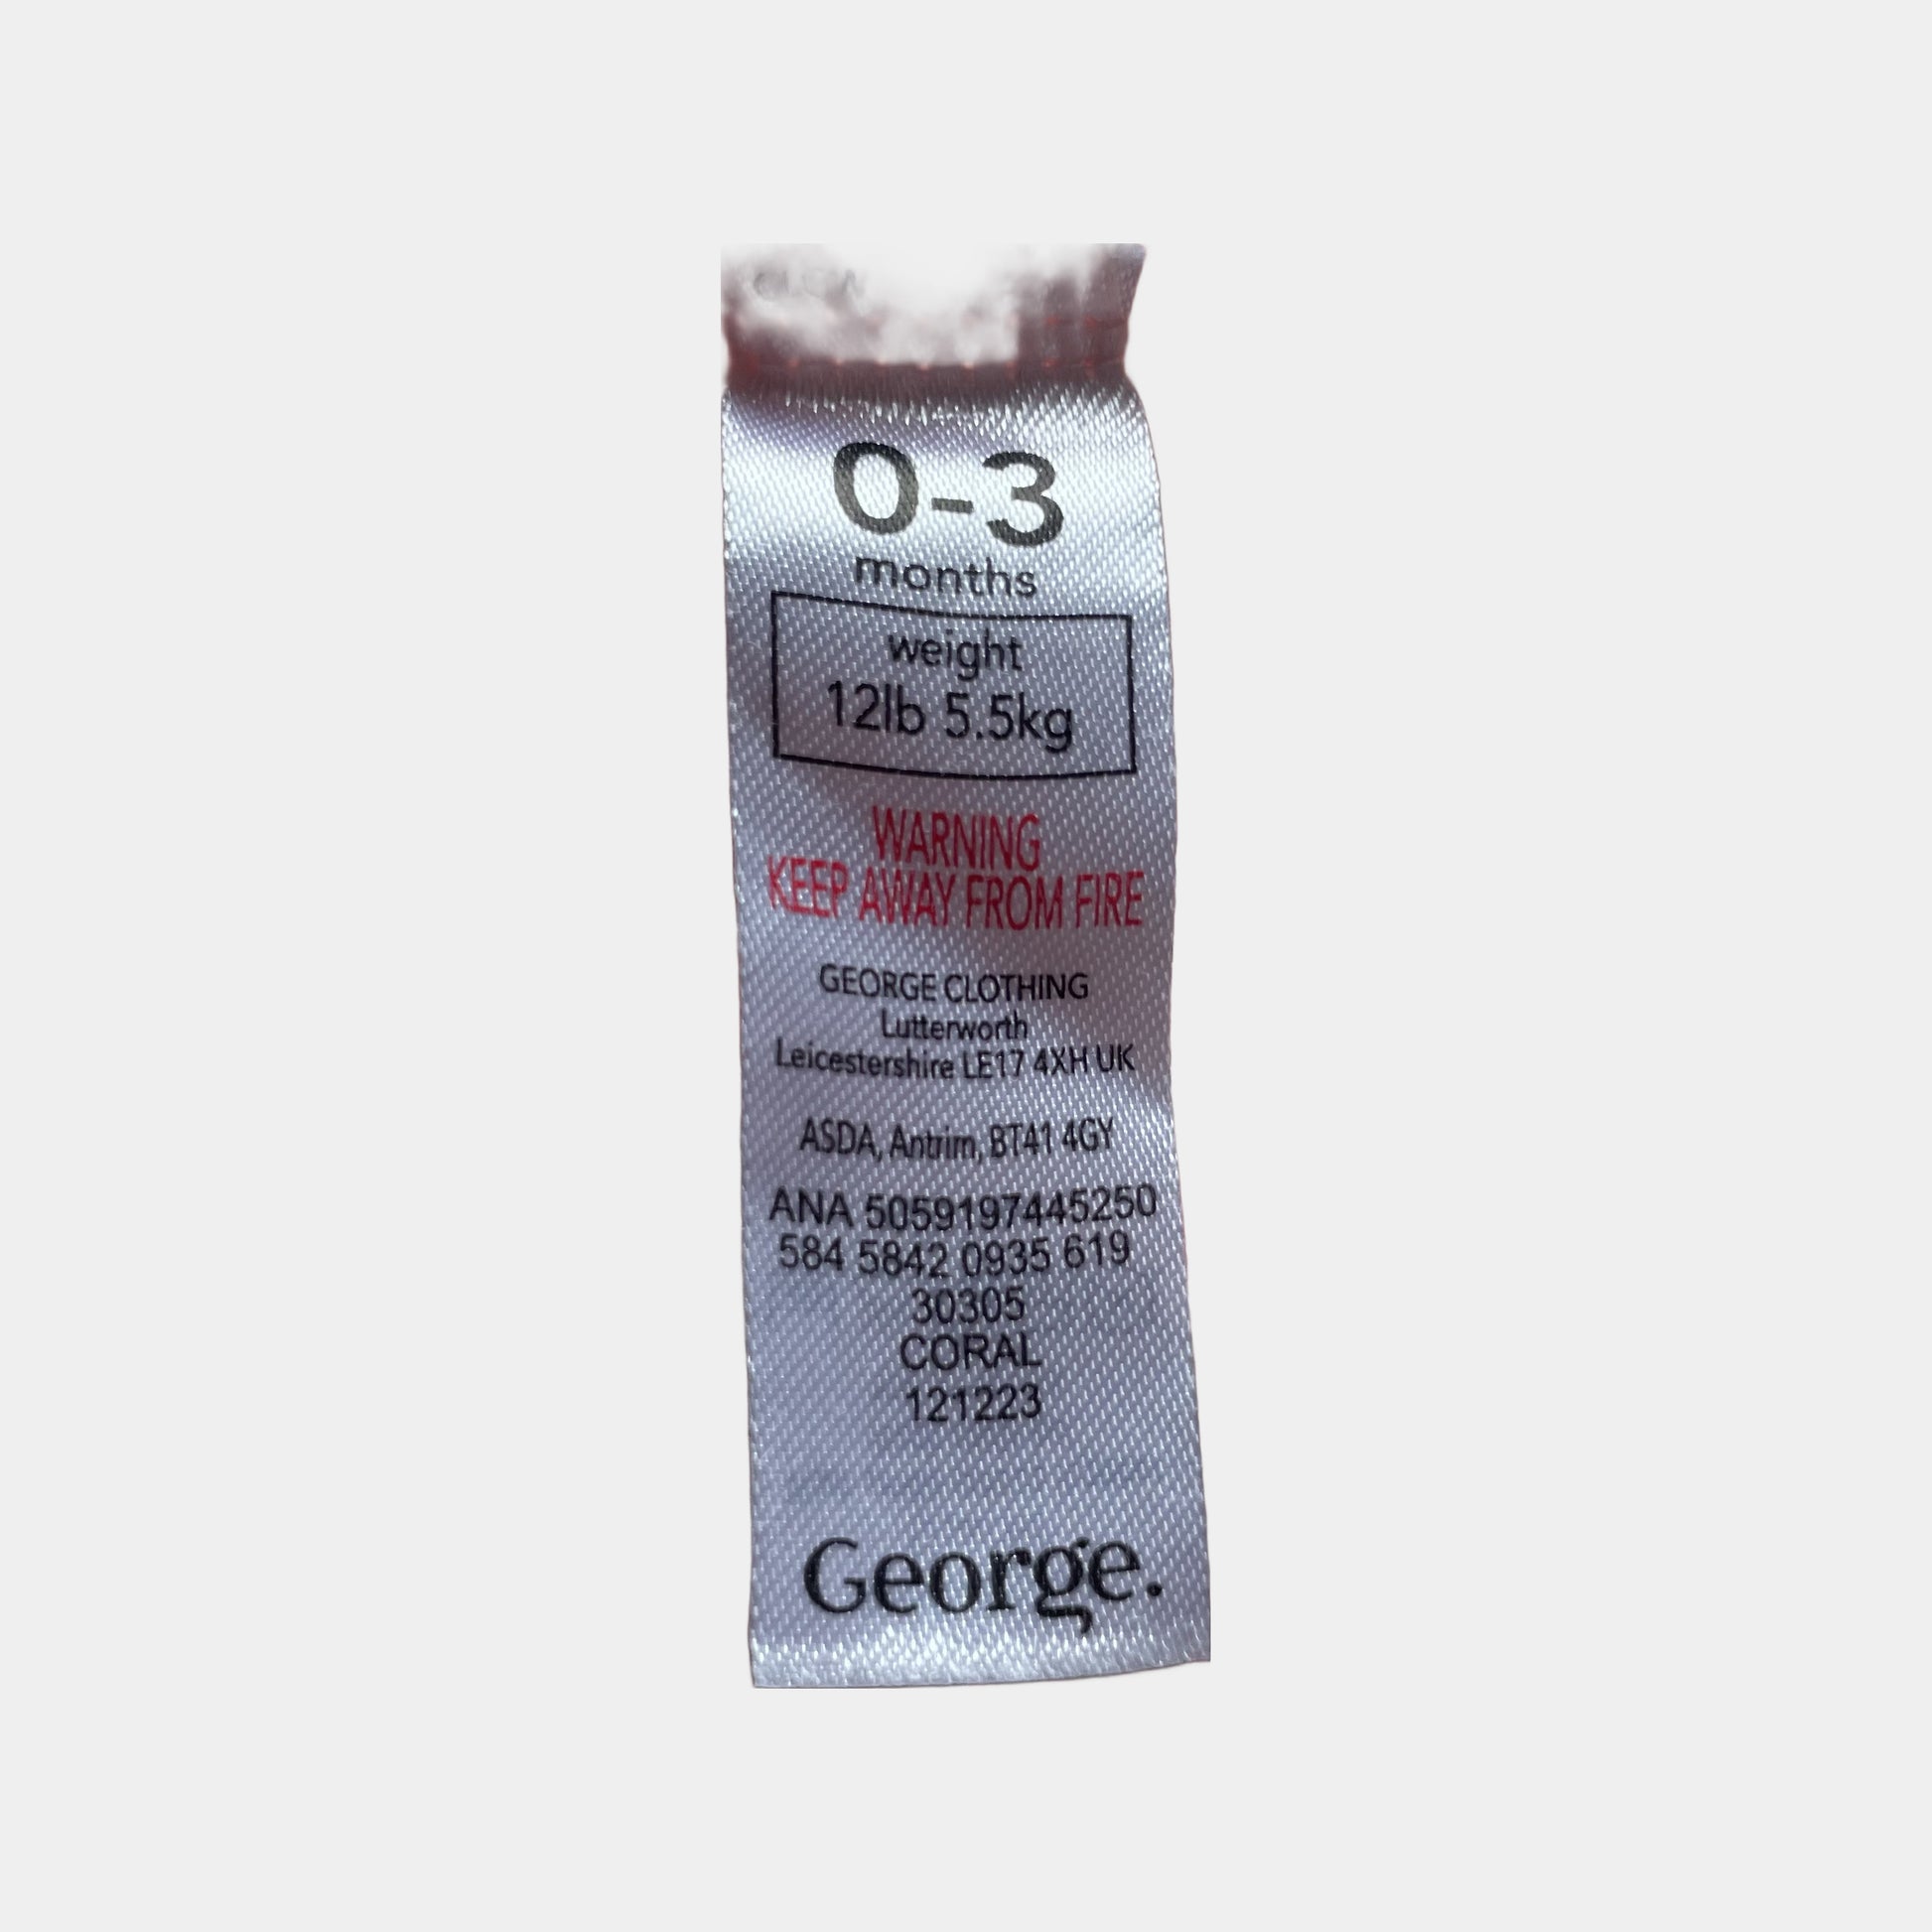 0-3
months
weight
12lb 5.5kg
WARNING
KEEP AWAY FROM FIRE
GEORGE CLOTHING
Lutterworth
Leicestershire LE17 4XH UK
ASDA, Antrim, BT41 4GY
ANA 5059197445250
584 5842 0935 619
30305
CORAL
121223
George.